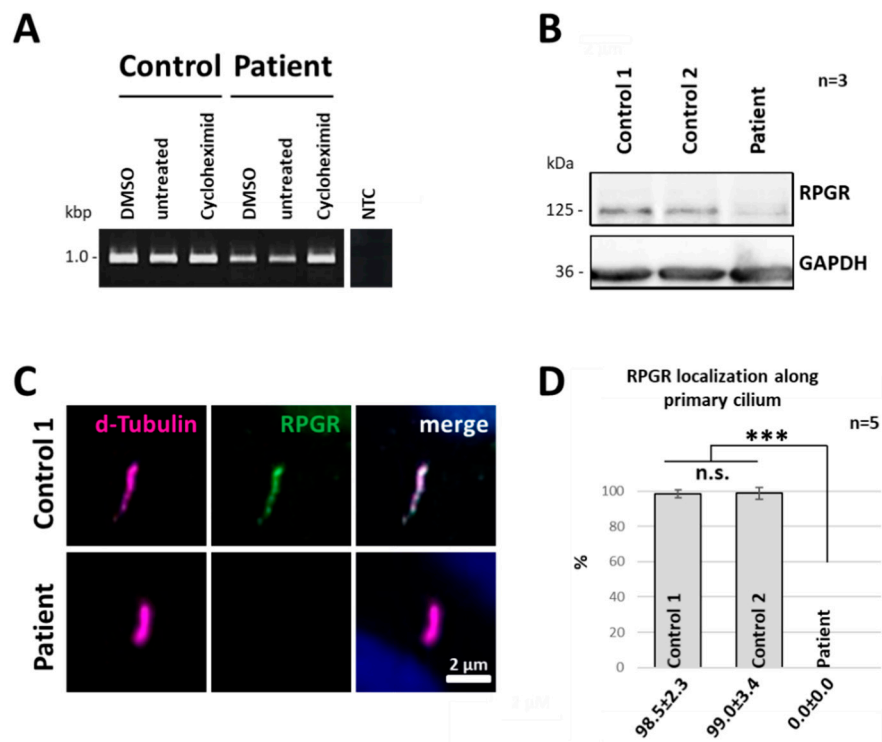 A
Control Patient
DMSO
untreated
Cycloheximid
DMSO
untreated
Cycloheximid
NTC
kbp
1.0 -
B
Control 1
Control 2
Patient
n=3
kDa
125 -
RPGR
36 -
GAPDH
C
d-Tubulin
RPGR
merge
Control 1
Patient
2 µm
D
RPGR localization along
primary cilium
n=5
***
n.s.
100
80
60
40
20
0
%
Control 1
Control 2
Patient
98.5±2.3
99.0±3.4
0.0±0.0